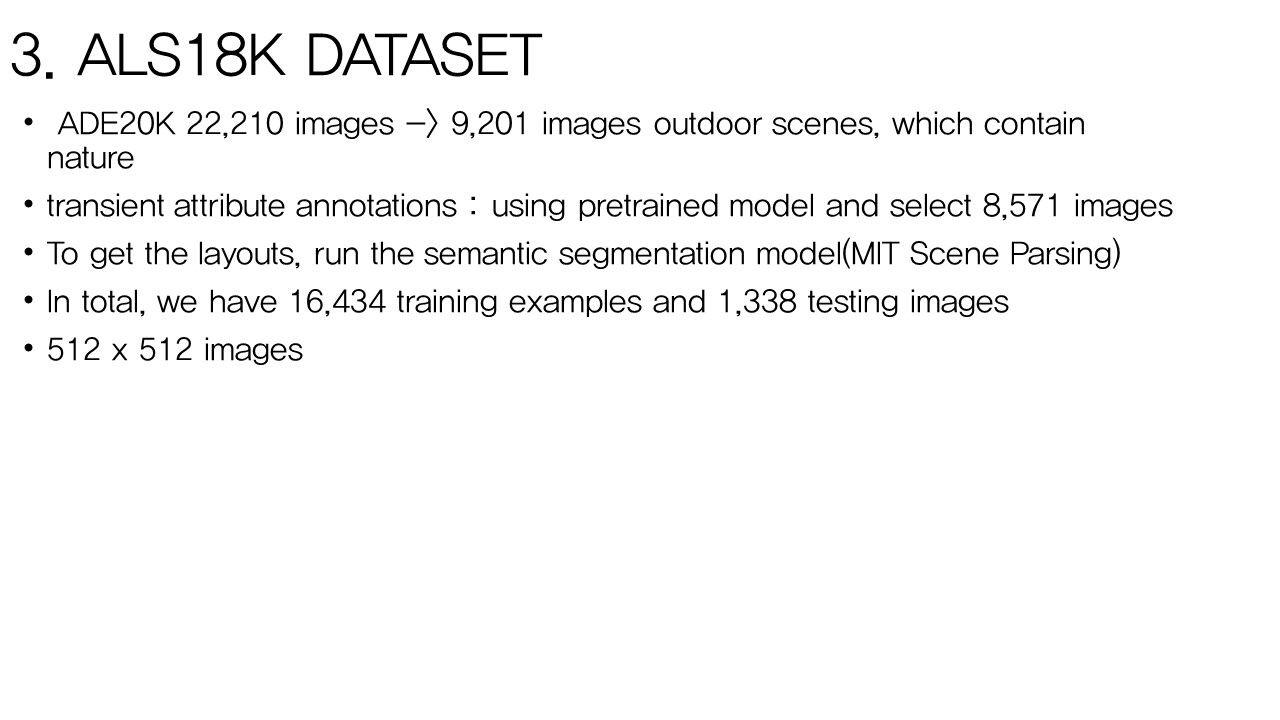 3. ALS18K DATASET
• ADE20K 22,210 images -> 9,201 images outdoor scenes, which contain
nature
• transient attribute annotations : using pretrained model and select 8,571 images
• To get the layouts, run the semantic segmentation model(MIT Scene Parsing)
• In total, we have 16,434 training examples and 1,338 testing images
• 512 x 512 images